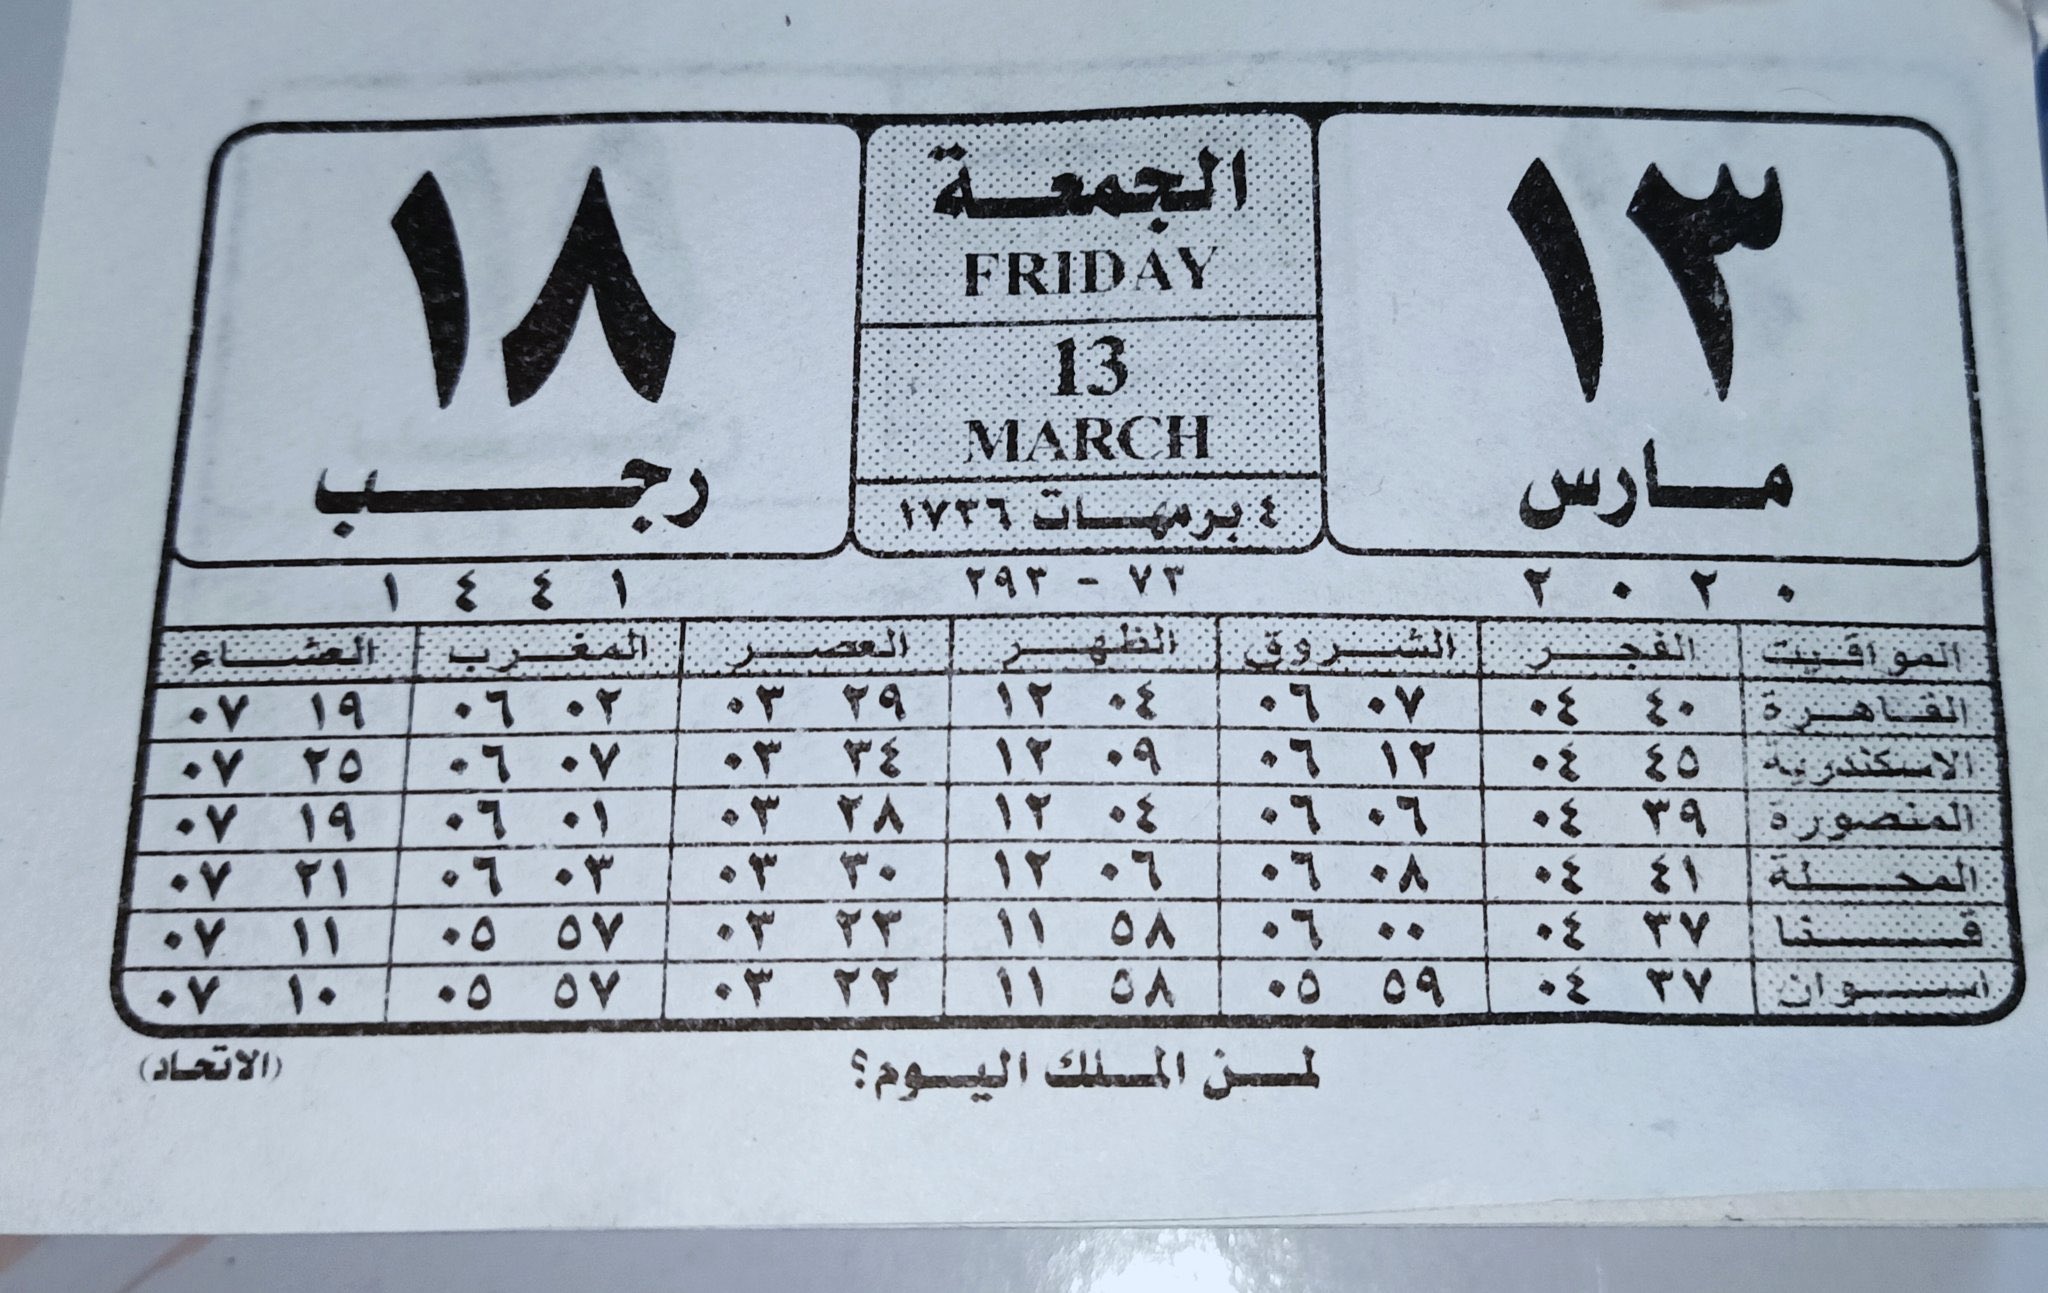 ١٣ الجمعة ١٨
FRIDAY
13
مارس MARCH رجب
٤ برمهات ١٧٣٦
٢٠٢٠ ٧٣ - ٢٩٣ ١٤٤١
المواقيت الفجر الشروق الظهر العصر المغرب العشاء
القاهرة ٤٠ ٠٤ ٠٧ ٠٦ ٠٤ ١٢ ٢٩ ٠٣ ٠٢ ٠٦ ١٩ ٠٧
الاسكندرية ٤٥ ٠٤ ١٢ ٠٦ ٠٩ ١٢ ٣٤ ٠٣ ٠٧ ٠٦ ٢٥ ٠٧
المنصورة ٣٩ ٠٤ ٠٦ ٠٦ ٠٤ ١٢ ٢٨ ٠٣ ٠١ ٠٦ ١٩ ٠٧
المحلة ٤١ ٠٤ ٠٨ ٠٦ ٠٦ ١٢ ٣٠ ٠٣ ٠٣ ٠٦ ٢١ ٠٧
قنا ٣٧ ٠٤ ٠٠ ٠٦ ٥٨ ١١ ٢٣ ٠٣ ٥٧ ٠٥ ١١ ٠٧
اسوان ٣٧ ٠٤ ٥٩ ٠٥ ٥٨ ١١ ٢٢ ٠٣ ٥٧ ٠٥ ١٠ ٠٧
لمن الملك اليوم؟ (الاتحاد)